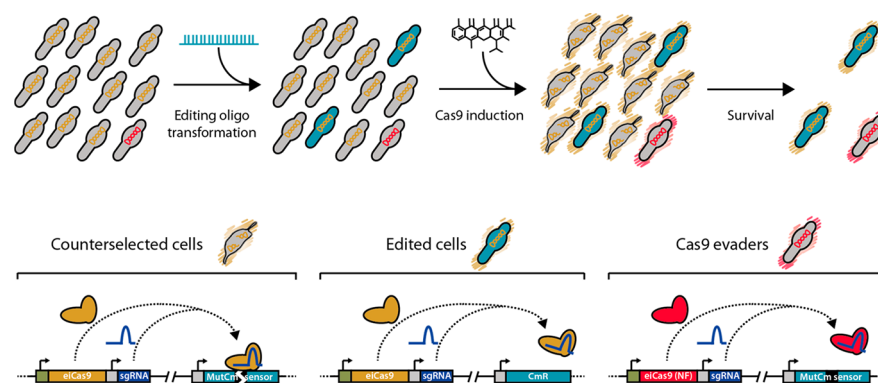 Editing oligo
transformation
Cas9 induction
Survival
Counterselected cells
Edited cells
Cas9 evaders
eICas9
sgRNA
MutCm sensor
eICas9
sgRNA
CmR
eICas9 (NF)
sgRNA
MutCm sensor